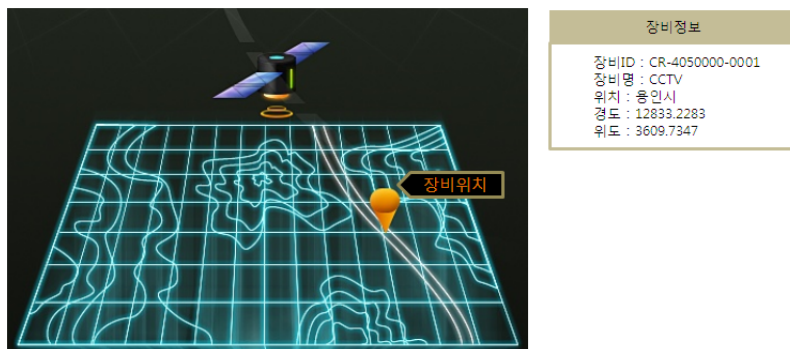 장비위치
장비정보
장비ID : CR-4050000-0001
장비명 : CCTV
위치 : 용인시
경도 : 12833.2283
위도 : 3609.7347